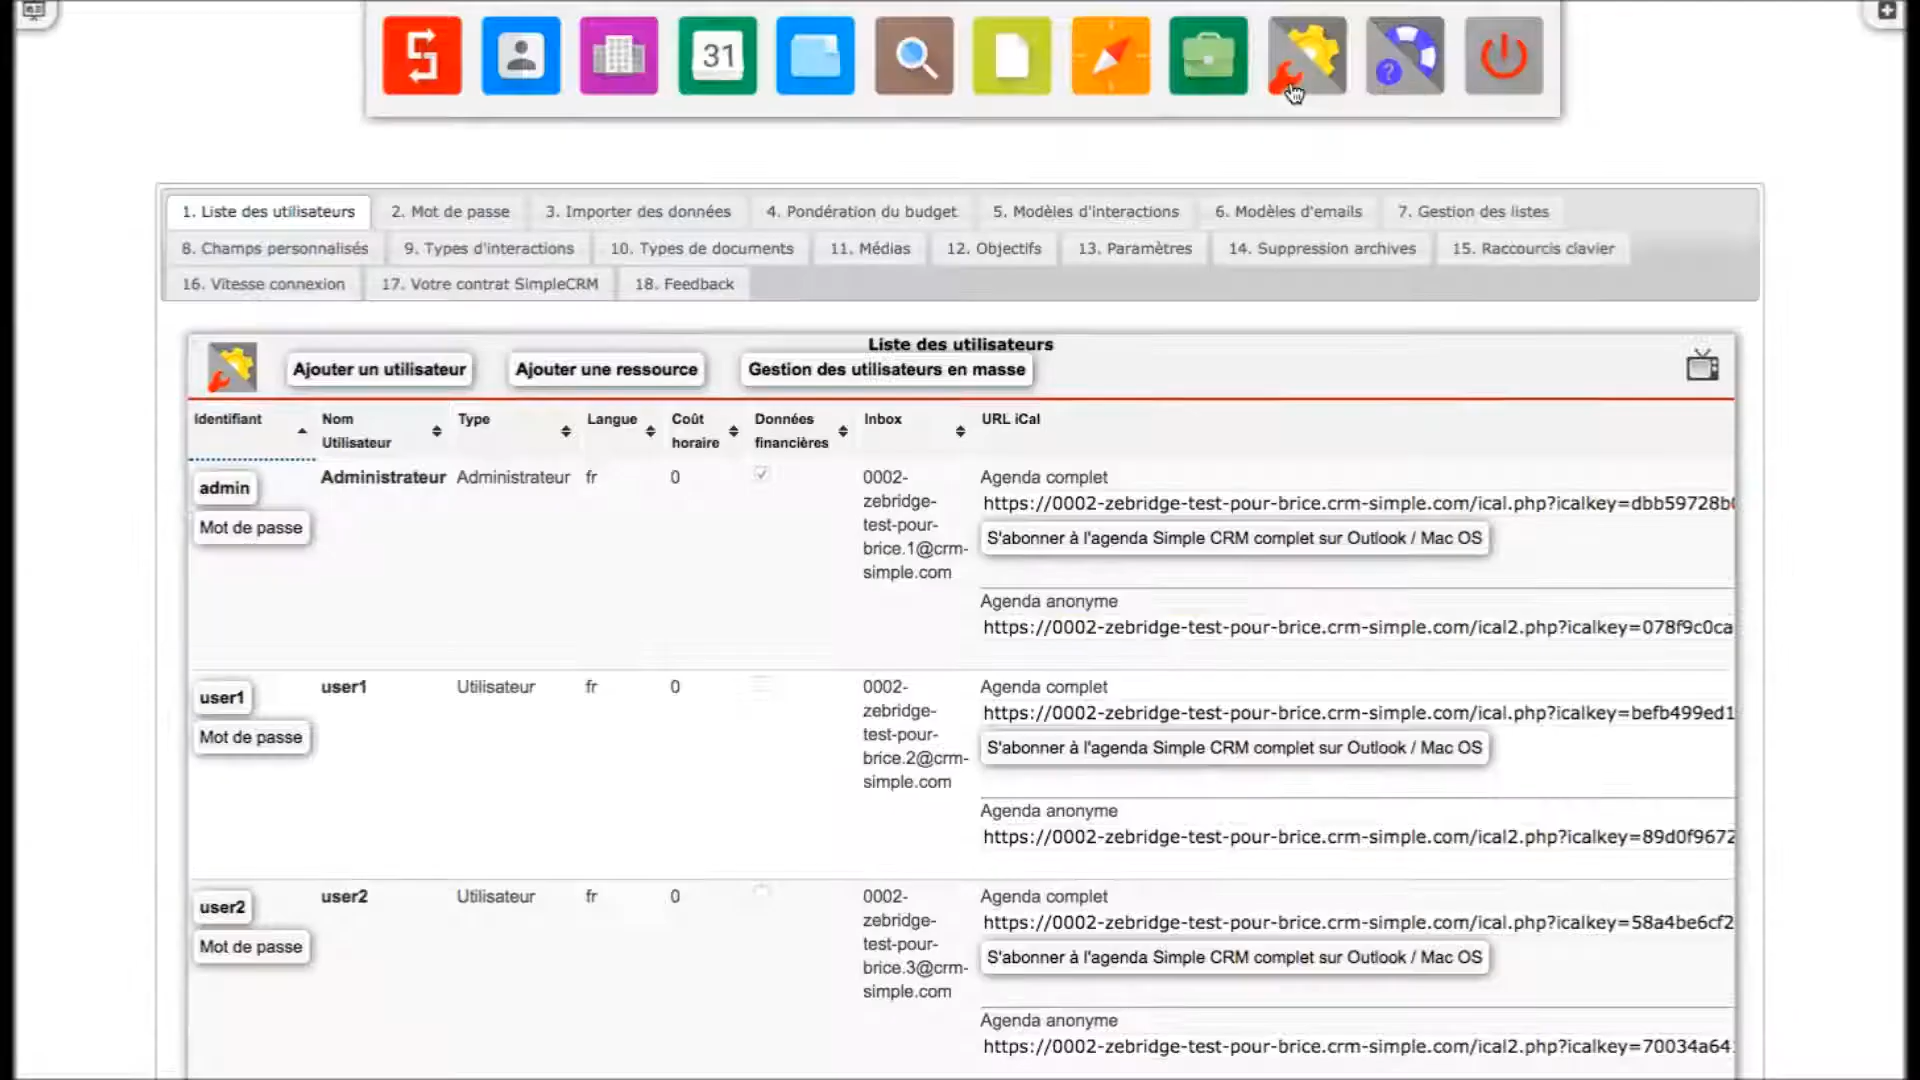 31
?
1. Liste des utilisateurs 2. Mot de passe 3. Importer des données 4. Pondération du budget 5. Modèles d'interactions 6. Modèles d'emails 7. Gestion des listes
8. Champs personnalisés 9. Types d'interactions 10. Types de documents 11. Médias 12. Objectifs 13. Paramètres 14. Suppression archives 15. Raccourcis clavier
16. Vitesse connexion 17. Votre contrat SimpleCRM 18. Feedback
Liste des utilisateurs
Ajouter un utilisateur Ajouter une ressource Gestion des utilisateurs en masse
Identifiant Nom Type Langue Coût Données Inbox URL iCal
Utilisateur horaire financières
Administrateur Administrateur fr 0 0002- Agenda complet
admin
zebridge- https://0002-zebridge-test-pour-brice.crm-simple.com/ical.php?icalkey=dbb59728b
Mot de passe test-pour- S'abonner à l'agenda Simple CRM complet sur Outlook / Mac OS
brice.1@crm-
simple.com
Agenda anonyme
https://0002-zebridge-test-pour-brice.crm-simple.com/ical2.php?icalkey=078f9c0ca
user1 Utilisateur fr 0 0002- Agenda complet
user1
zebridge- https://0002-zebridge-test-pour-brice.crm-simple.com/ical.php?icalkey=befb499ed1
Mot de passe test-pour- S'abonner à l'agenda Simple CRM complet sur Outlook / Mac OS
brice.2@crm-
simple.com
Agenda anonyme
https://0002-zebridge-test-pour-brice.crm-simple.com/ical2.php?icalkey=89d0f9672
user2 Utilisateur fr 0 0002- Agenda complet
user2
zebridge- https://0002-zebridge-test-pour-brice.crm-simple.com/ical.php?icalkey=58a4be6cf2
Mot de passe test-pour- S'abonner à l'agenda Simple CRM complet sur Outlook / Mac OS
brice.3@crm-
simple.com
Agenda anonyme
https://0002-zebridge-test-pour-brice.crm-simple.com/ical2.php?icalkey=70034a64